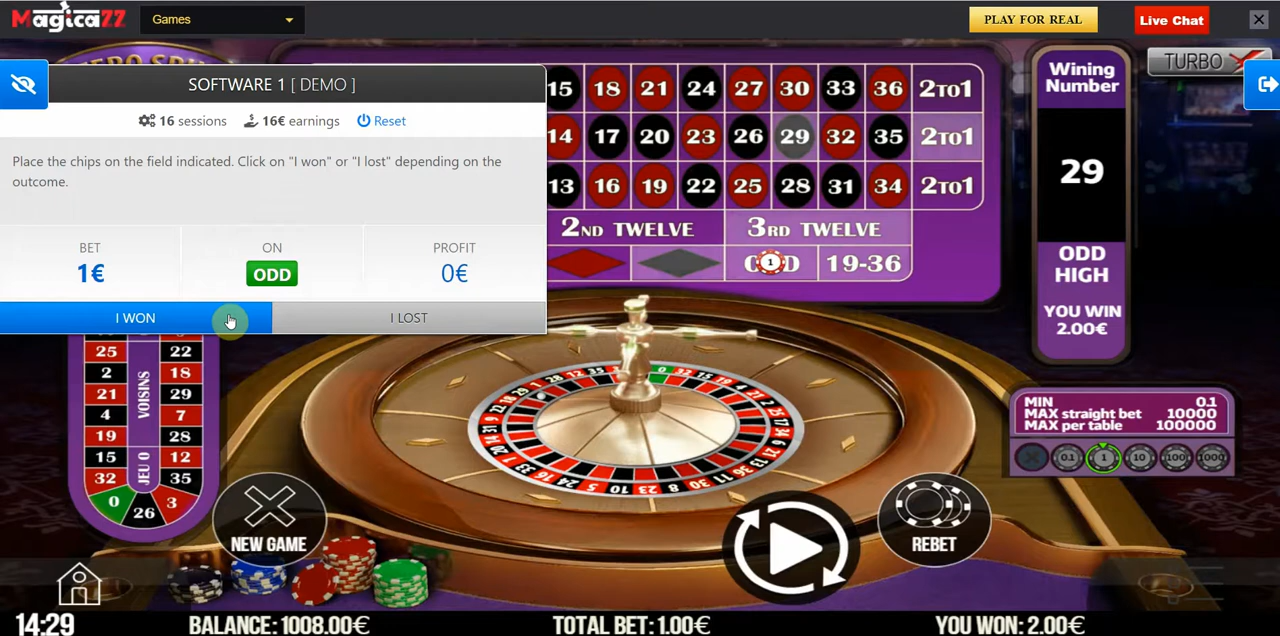 Magica77
Games
PLAY FOR REAL
Live Chat
SOFTWARE 1 [ DEMO ]
16 sessions 16€ earnings Reset
Place the chips on the field indicated. Click on "I won" or "I lost" depending on the
outcome.
BET
1€
ON
ODD
PROFIT
0€
I WON
I LOST
15 18 21 24 27 30 33 36 2TO1
14 17 20 23 26 29 32 35 2TO1
13 16 19 22 25 28 31 34 2TO1
2ND TWELVE 3RD TWELVE
1 19-36
TURBO
Wining
Number
29
ODD
HIGH
YOU WIN
2.00€
25 22
2 18
21 29
4 7
19 28
15 12
32 35
0 3
26
VOISINS
JEU 0
MIN 0.1
MAX straight bet 10000
MAX per table 100000
0.1 1 10 100 1000
NEW GAME
REBET
14:29
BALANCE: 1008.00€
TOTAL BET: 1.00€
YOU WON: 2.00€